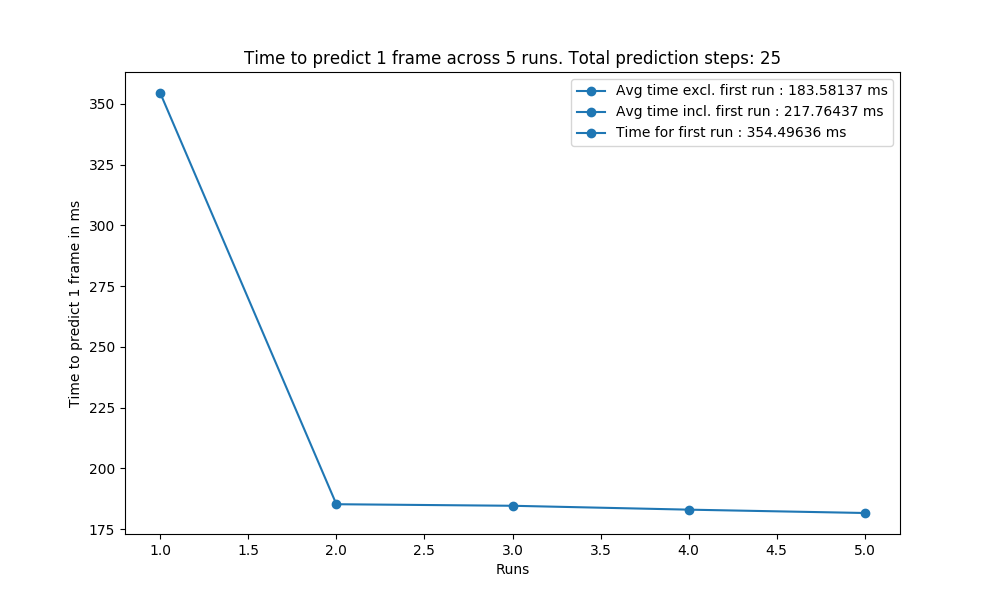 Time to predict 1 frame across 5 runs. Total prediction steps: 25
Avg time excl. first run : 183.58137 ms
Avg time incl. first run : 217.76437 ms
Time for first run : 354.49636 ms
Time to predict 1 frame in ms
350
325
300
275
250
225
200
175
1.0 1.5 2.0 2.5 3.0 3.5 4.0 4.5 5.0
Runs